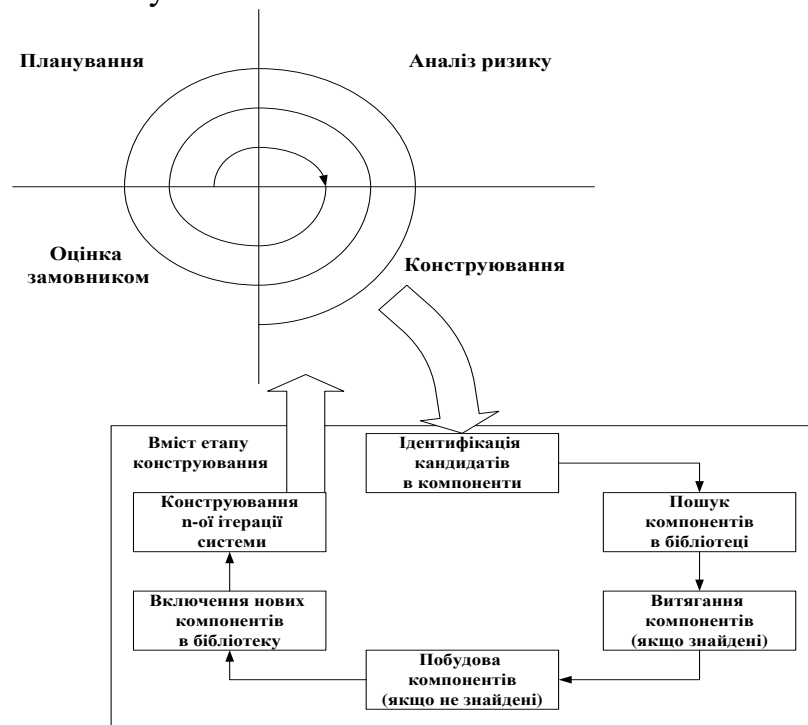 Планування
Аналіз ризику
Оцінка
замовником
Конструювання
Вміст етапу
конструювання
Ідентифікація
кандидатів
в компоненти
Пошук
компонентів
в бібліотеці
Витягання
компонентів
(якщо знайдені)
Побудова
компонентів
(якщо не знайдені)
Включення нових
компонентів
в бібліотеку
Конструювання
n-ої ітерації
системи